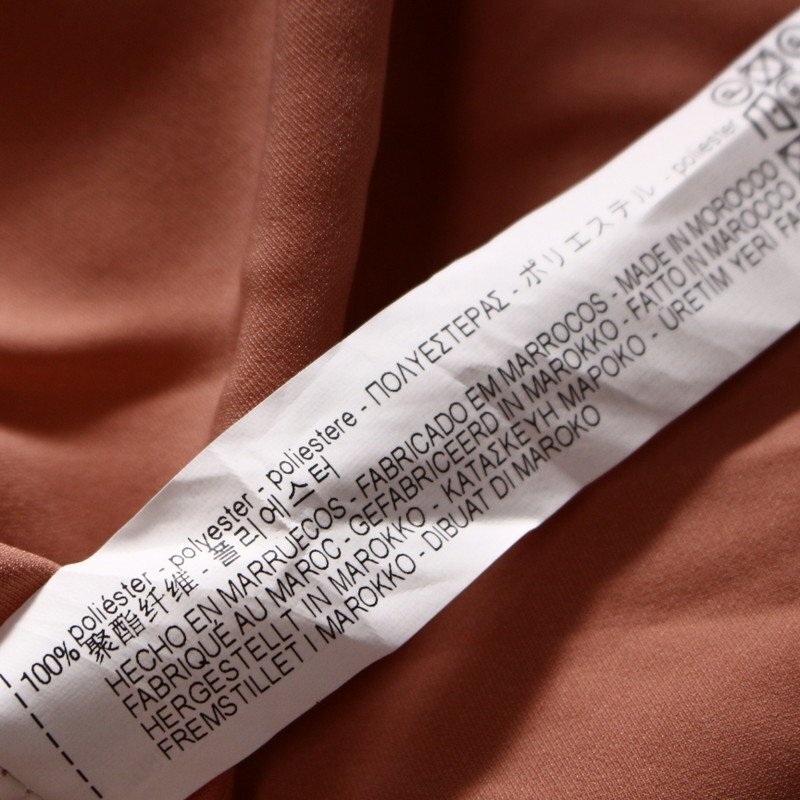 100% poliéster - polyester - poliestere - ΠΟΛΥΕΣΤΕΡΑΣ - ポリエステル - poliester
聚酯纤维 - 폴리에스터
HECHO EN MARRUECOS - FABRICADO EM MARROCOS - MADE IN MOROCCO
FABRIQUÉ AU MAROC - GEFABRICEERD IN MAROKKO - FATTO IN MAROCCO
HERGESTELLT IN MAROKKO - ΚΑΤΑΣΚΕΥΗ ΜΑΡΟΚΟ - ÜRETIM YERİ FAS
FREMSTILLET I MAROKKO - DIBUAT DI MAROKO